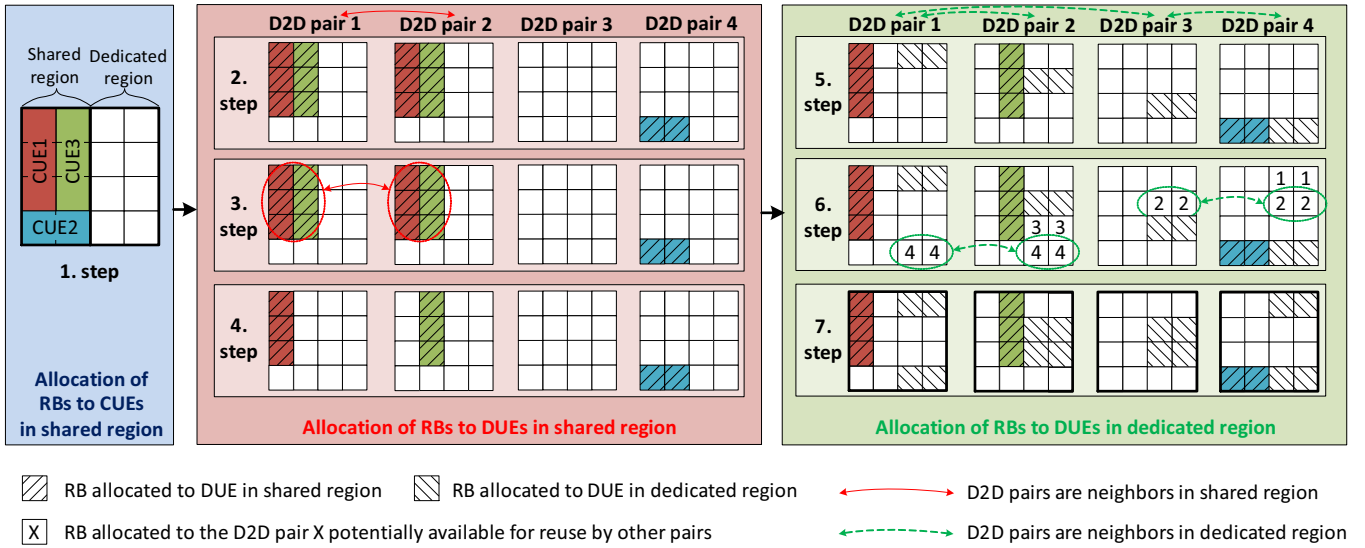 Shared region
Dedicated region
CUE1
CUE3
CUE2
1. step
Allocation of
RBs to CUEs
in shared region
D2D pair 1
D2D pair 2
D2D pair 3
D2D pair 4
2.
step
3.
step
4.
step
Allocation of RBs to DUEs in shared region
D2D pair 1
D2D pair 2
D2D pair 3
D2D pair 4
5.
step
6.
step
4 4
3 3
4 4
2 2
1 1
2 2
7.
step
Allocation of RBs to DUEs in dedicated region
RB allocated to DUE in shared region
RB allocated to DUE in dedicated region
D2D pairs are neighbors in shared region
X
RB allocated to the D2D pair X potentially available for reuse by other pairs
D2D pairs are neighbors in dedicated region